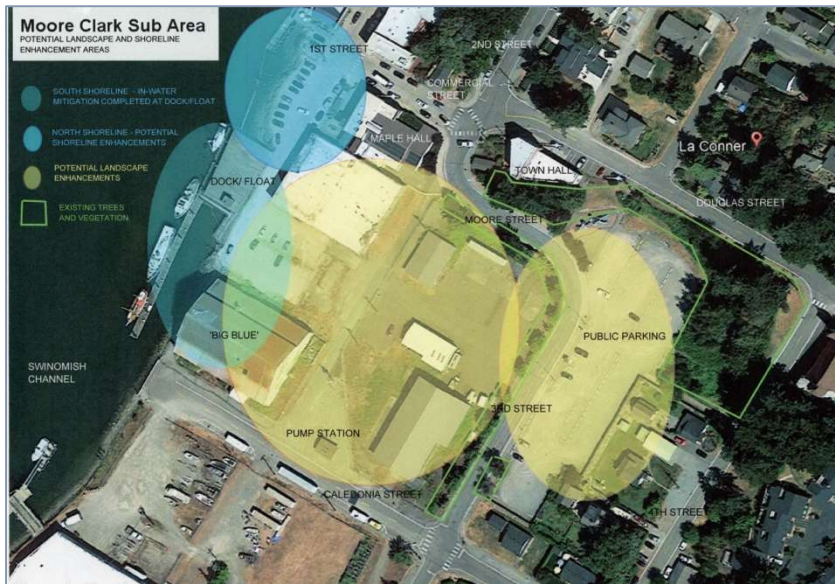 Moore Clark Sub Area
POTENTIAL LANDSCAPE AND SHORELINE
ENHANCEMENT AREAS
SOUTH SHORELINE - IN-WATER
MITIGATION COMPLETED AT DOCK/FLOAT
NORTH SHORELINE - POTENTIAL
SHORELINE ENHANCEMENTS
POTENTIAL LANDSCAPE
ENHANCEMENTS
EXISTING TREES
AND VEGETATION
1ST STREET
2ND STREET
COMMERCIAL
STREET
MAPLE HALL
La Conner
TOWN HALL
DOCK/ FLOAT
DOUGLAS STREET
MOORE STREET
'BIG BLUE'
PUBLIC PARKING
SWINOMISH
CHANNEL
3RD STREET
PUMP STATION
CALEDONIA STREET
4TH STREET